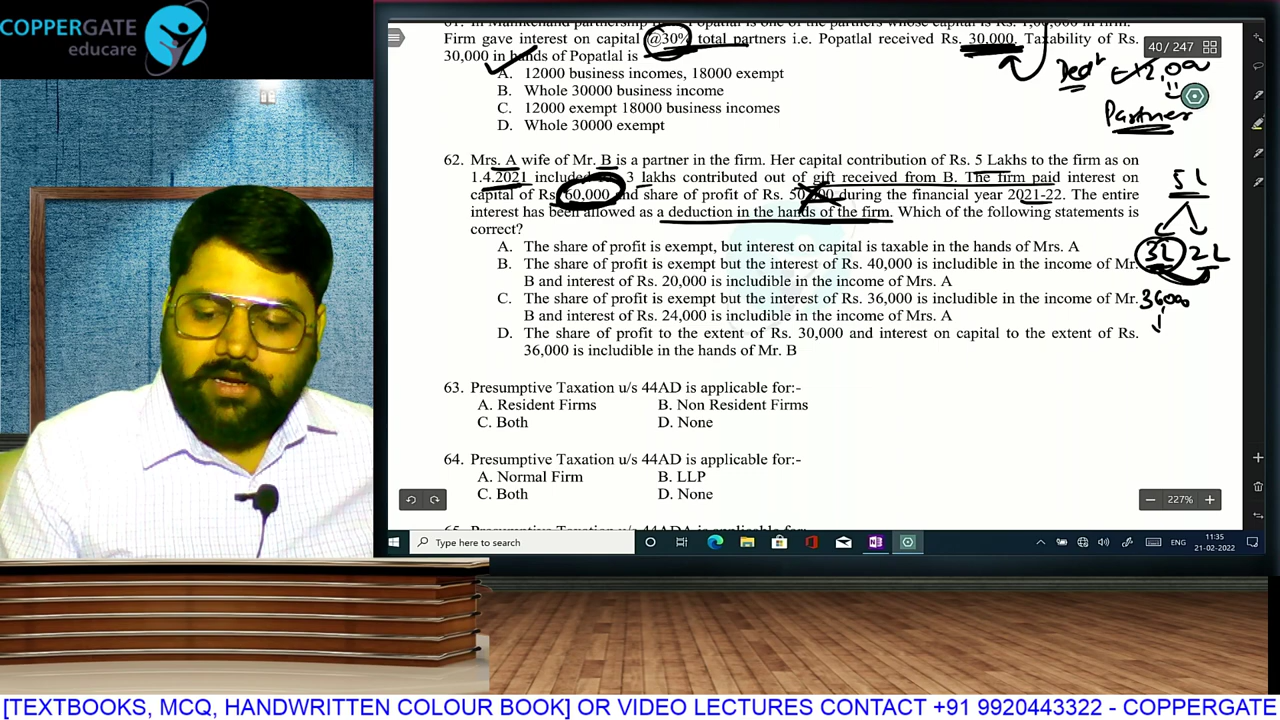 COPPERGATE
educare
Firm gave interest on capital @30% total partners i.e. Popatlal received Rs. 30,000. Taxability of Rs.
30,000 in hands of Popatlal is
A. 12000 business incomes, 18000 exempt
B. Whole 30000 business income
C. 12000 exempt 18000 business incomes
D. Whole 30000 exempt
40/247
Dedⁿ
Partner
62. Mrs. A wife of Mr. B is a partner in the firm. Her capital contribution of Rs. 5 Lakhs to the firm as on
1.4.2021 included 3 lakhs contributed out of gift received from B. The firm paid interest on
capital of Rs. 60,000 and share of profit of Rs. during the financial year 2021-22. The entire
interest has been allowed as a deduction in the hands of the firm. Which of the following statements is
correct?
A. The share of profit is exempt, but interest on capital is taxable in the hands of Mrs. A
B. The share of profit is exempt but the interest of Rs. 40,000 is includible in the income of Mr.
B and interest of Rs. 20,000 is includible in the income of Mrs. A
C. The share of profit is exempt but the interest of Rs. 36,000 is includible in the income of Mr.
B and interest of Rs. 24,000 is includible in the income of Mrs. A
D. The share of profit to the extent of Rs. 30,000 and interest on capital to the extent of Rs.
36,000 is includible in the hands of Mr. B
5L
3L 2L
36000
63. Presumptive Taxation u/s 44AD is applicable for:-
A. Resident Firms B. Non Resident Firms
C. Both D. None
64. Presumptive Taxation u/s 44AD is applicable for:-
A. Normal Firm B. LLP
C. Both D. None
227%
Type here to search
ENG
11:35
21-02-2022
[TEXTBOOKS, MCQ, HANDWRITTEN COLOUR BOOK] OR VIDEO LECTURES CONTACT +91 9920443322 - COPPERGATE